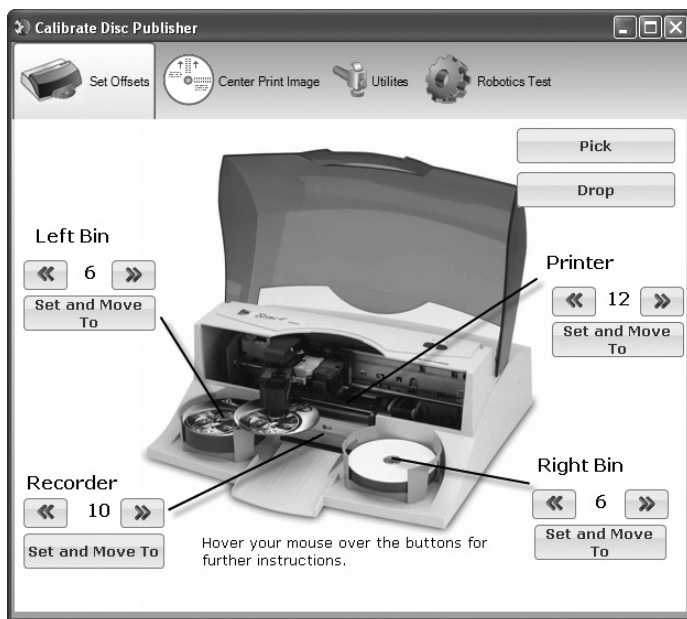 Calibrate Disc Publisher
Set Offsets
Center Print Image
Utilites
Robotics Test
Pick
Drop
Left Bin
6
Set and Move
To
Printer
12
Set and Move
To
Recorder
10
Set and Move To
Right Bin
6
Set and Move
To
Hover your mouse over the buttons for
further instructions.